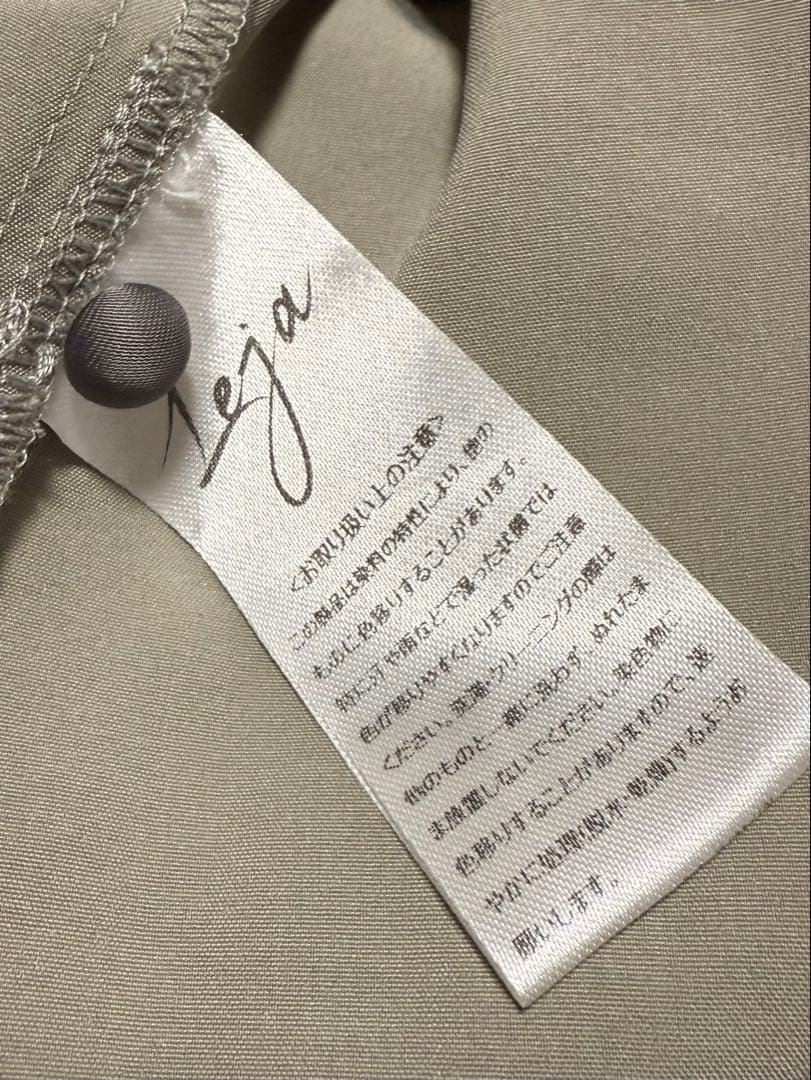 Leja
<お取り扱い上の注意>
この製品は染料の特性により、他の
ものに色移りすることがあります。
特に汗や雨などで湿った状態では
色が移りやすくなりますのでご注意
ください。洗濯・クリーニングの際は
他のものと一緒に洗わず、ぬれたま
ま放置しないでください。染色物に
色移りすることがありますので、速
やかに処理(脱水・乾燥)するようお
願いします。